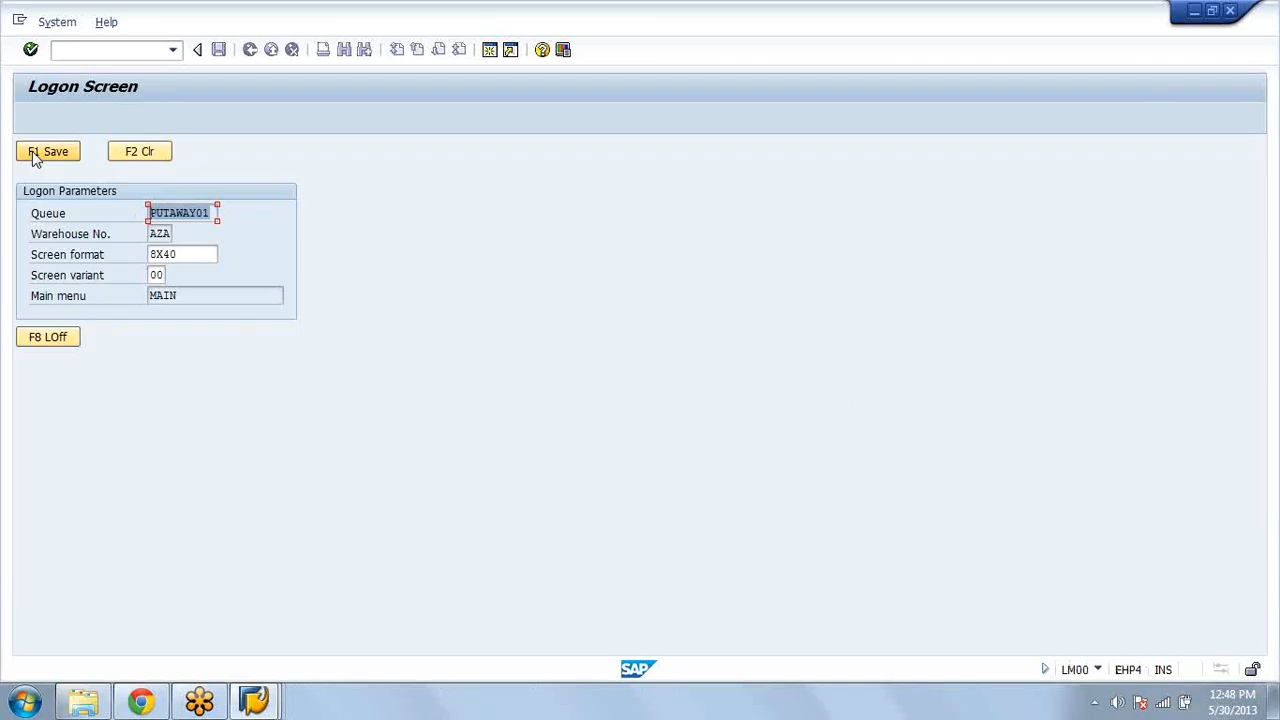 System Help
Logon Screen
F1 Save F2 Clr
Logon Parameters
Queue PUTAWAY01
Warehouse No. AZA
Screen format 8X40
Screen variant 00
Main menu MAIN
F8 LOff
SAP
LM00 EHP4 INS
12:48 PM
5/30/2013